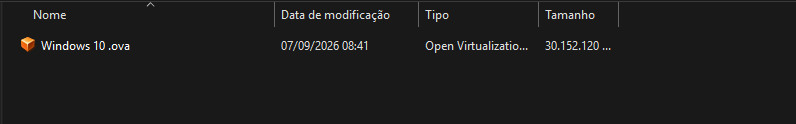 Nome Data de modificação Tipo Tamanho
Windows 10 .ova 07/09/2026 08:41 Open Virtualizatio... 30.152.120 ...